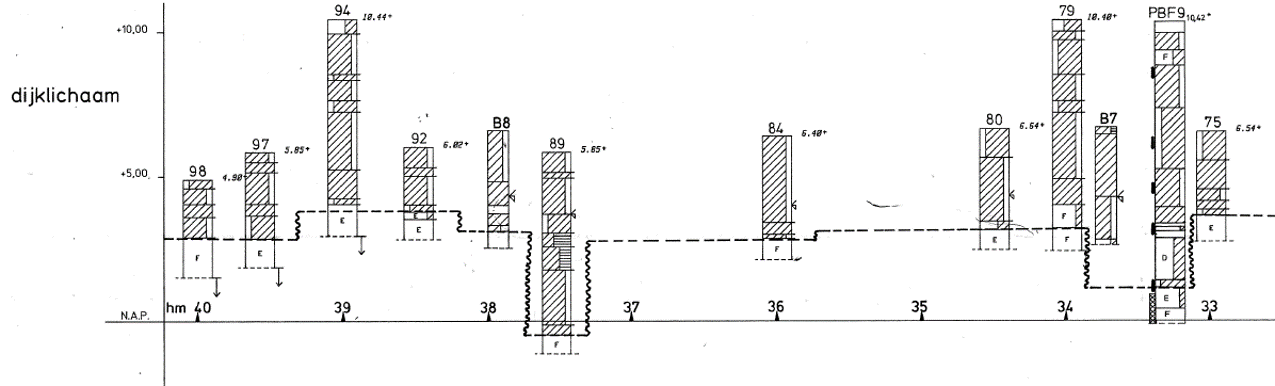 94 10.44+
79 10.40+
PBF9 10,42+
+10,00
F
dijklichaam
B8
B7
97 5.85+
92 6.02+
89 5.85+
84 6.40+
80 6.64+
75 6.54+
98 4.90+
+5,00
E
E
E
F
E
E
F
F
E
D
E
F
F
N.A.P.
hm 40 39 38 37 36 35 34 33